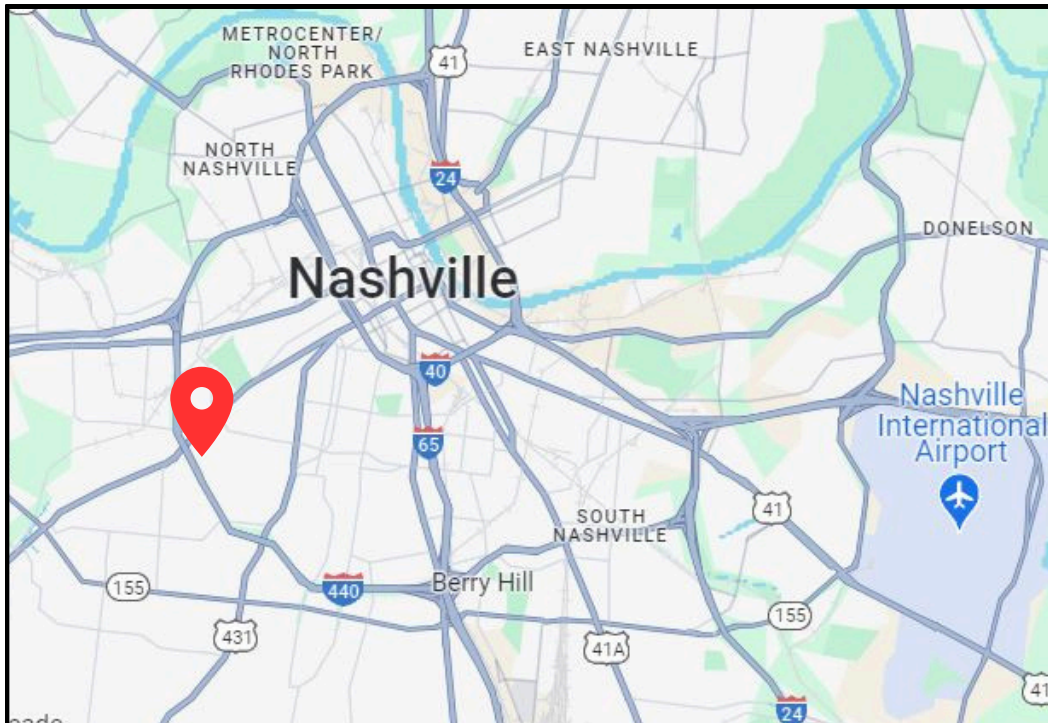 METROCENTER/
NORTH
RHODES PARK
41
EAST NASHVILLE
NORTH
NASHVILLE
24
DONELSON
Nashville
40
Nashville
International
Airport
65
41
SOUTH
NASHVILLE
155
440
Berry Hill
155
431
41A
41
24